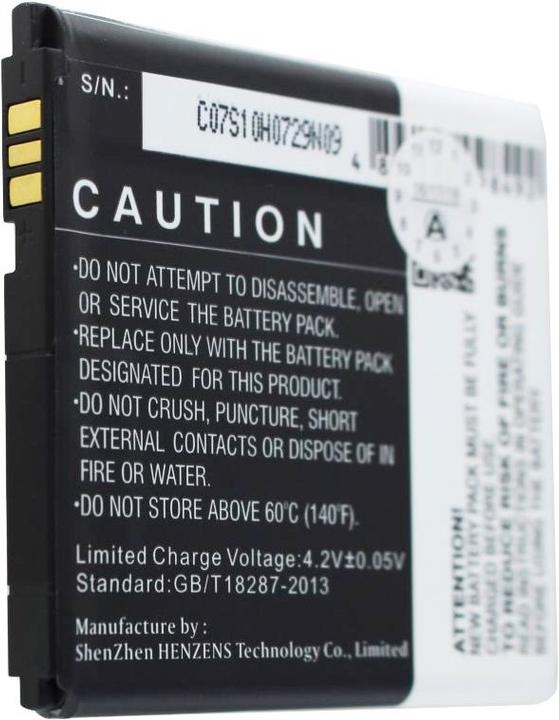 S/N.:
C07S10H0729N09
CAUTION
·DO NOT ATTEMPT TO DISASSEMBLE, OPEN
OR SERVICE THE BATTERY PACK.
·REPLACE ONLY WITH THE BATTERY PACK
DESIGNATED FOR THIS PRODUCT.
·DO NOT CRUSH, PUNCTURE, SHORT
EXTERNAL CONTACTS OR DISPOSE OF IN
FIRE OR WATER.
·DO NOT STORE ABOVE 60℃ (140℉).
Limited Charge Voltage:4.2V±0.05V
Standard:GB/T18287-2013
Manufacture by :
ShenZhen HENZENS Technology Co., Limited
A
ATTENTION!
NEW BATTERY MUST BE FULLY
CHARGED BEFORE
TO REDUCE RISK OF FIRE OR BURNS
READ INSTRUCTIONS IN OPERATING GUIDE
BEFORE USING THE BATTERY